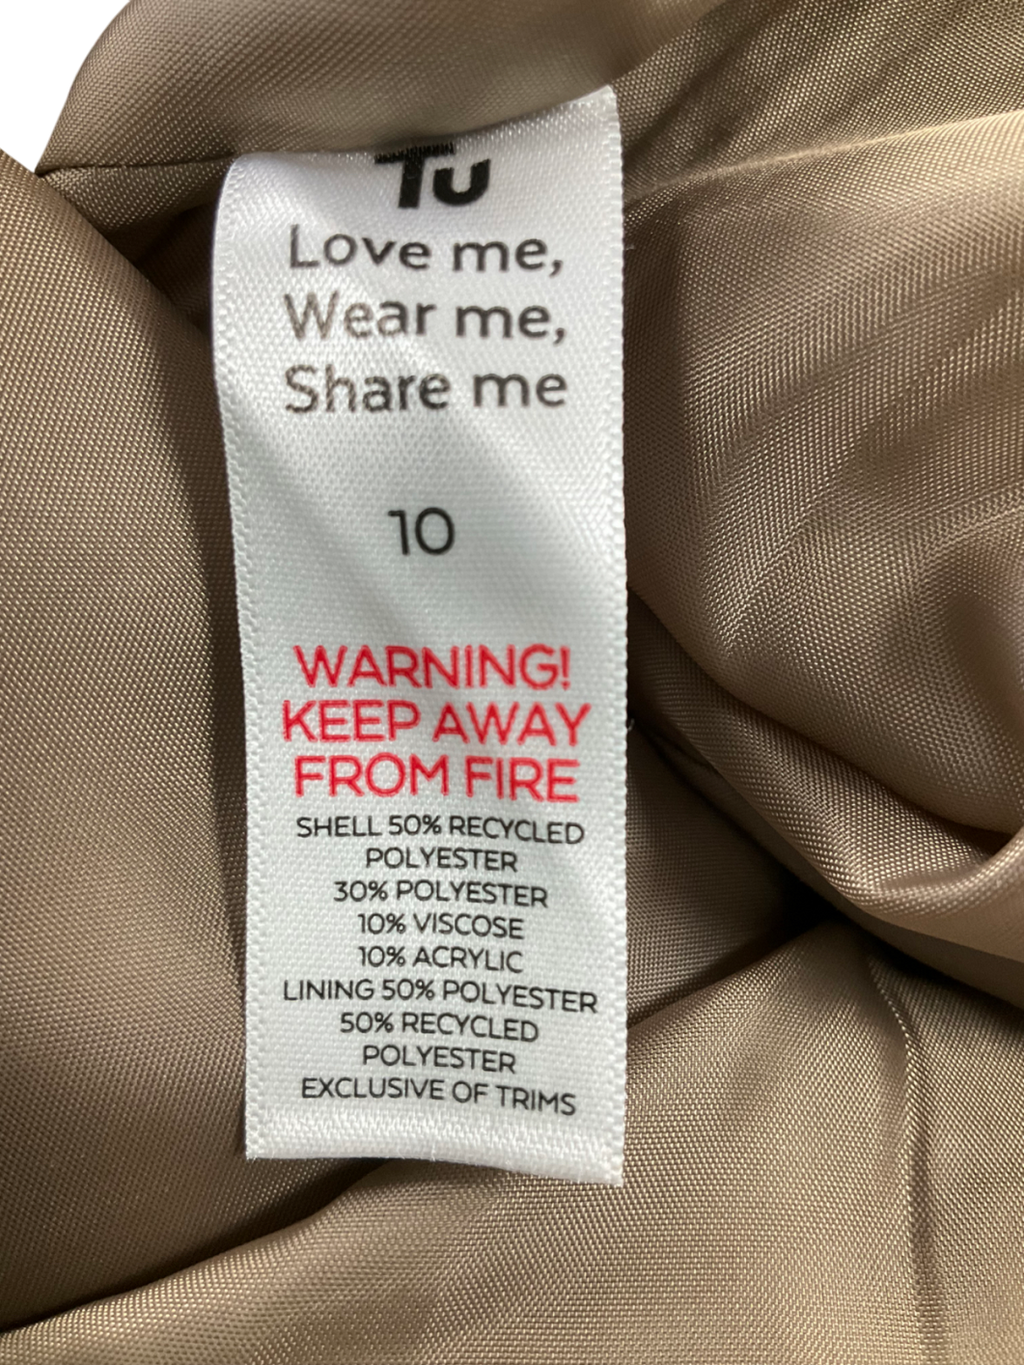 Tu
Love me,
Wear me,
Share me
10
WARNING!
KEEP AWAY
FROM FIRE
SHELL 50% RECYCLED
POLYESTER
30% POLYESTER
10% VISCOSE
10% ACRYLIC
LINING 50% POLYESTER
50% RECYCLED
POLYESTER
EXCLUSIVE OF TRIMS